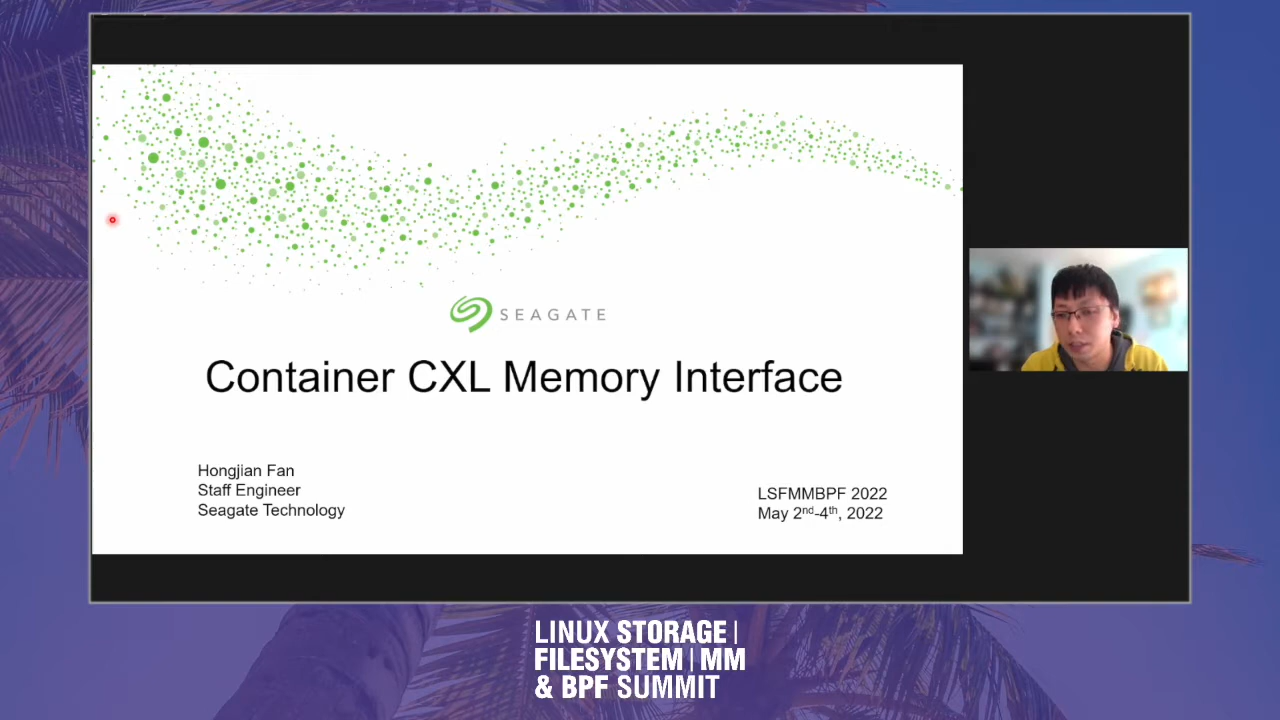 SEAGATE
Container CXL Memory Interface
Hongjian Fan
Staff Engineer
Seagate Technology
LSFMMBPF 2022
May 2nd-4th, 2022
LINUX STORAGE |
FILESYSTEM | MM
& BPF SUMMIT